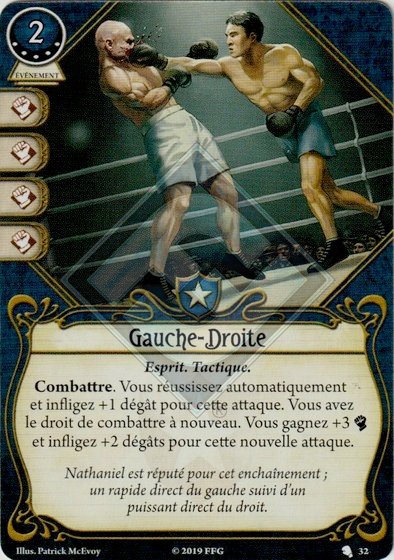 2
ÉVÉNEMENT
Gauche-Droite
Esprit. Tactique.
Combattre. Vous réussissez automatiquement
et infligez +1 dégât pour cette attaque. Vous avez
le droit de combattre à nouveau. Vous gagnez +3
et infligez +2 dégâts pour cette nouvelle attaque.
Nathaniel est réputé pour cet enchaînement ;
un rapide direct du gauche suivi d'un
puissant direct du droit.
Illus. Patrick McEvoy © 2019 FFG 32